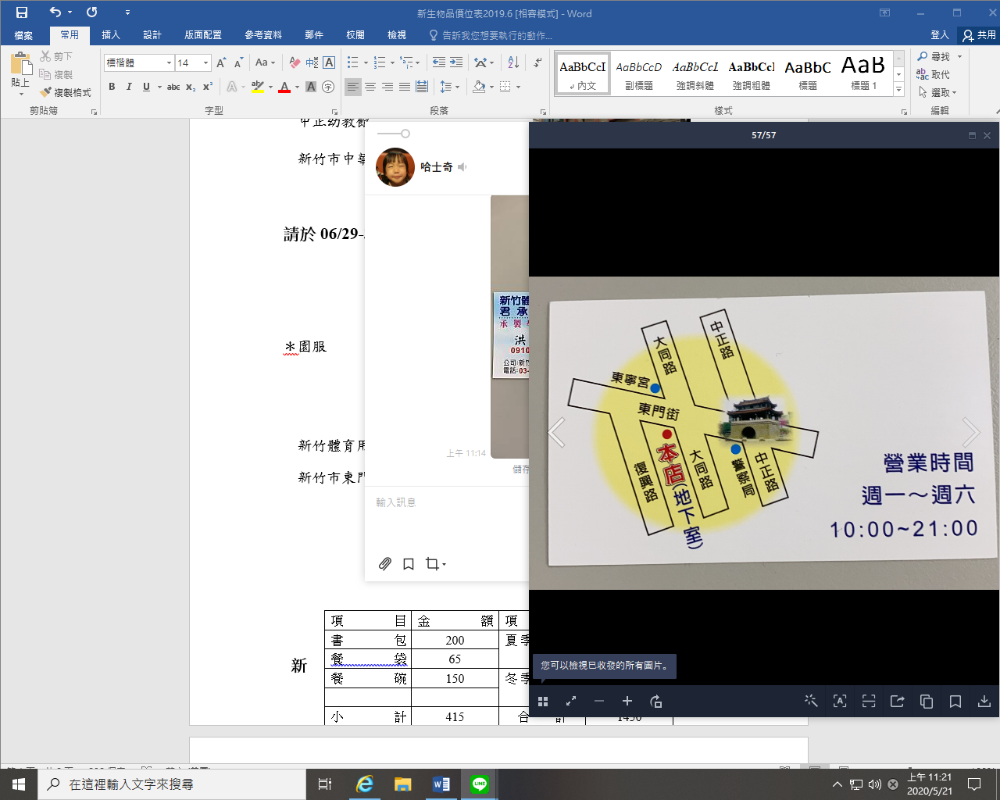 新生物品價位表2019.6 [相容模式] - Word
檔案 常用 插入 設計 版面配置 參考資料 郵件 校閱 檢視 告訴我您想要執行的動作... 登入 共用
貼上
剪下
複製
複製格式
剪貼簿
標楷體 14
字型
段落
AaBbCcI AaBbCcD AaBbCcL AaBbCcI AaBbC AaB
內文 副標題 強調斜體 強調粗體 標題 標題 1
樣式
尋找
取代
選取
編輯
新竹市中
請於 06/29-
＊園服
新竹體育用
新竹市東門
哈士奇
新竹體
君 承
承 製
洪
0910
公司:新竹
電話:03-
上午 11:14
儲存
輸入訊息
57/57
大同路
中正路
東寧宮
東門街
復興路
本店(地下室)
大同路
警察局
中正路
營業時間
週一～週六
10:00~21:00
您可以檢視已收發的所有圖片。
新
項 目 金 額 項
書 包 200 夏季
餐 袋 65
餐 碗 150 冬季
小 計 415 合 計 1450
在這裡輸入文字來搜尋
LINE
上午 11:21
2020/5/21